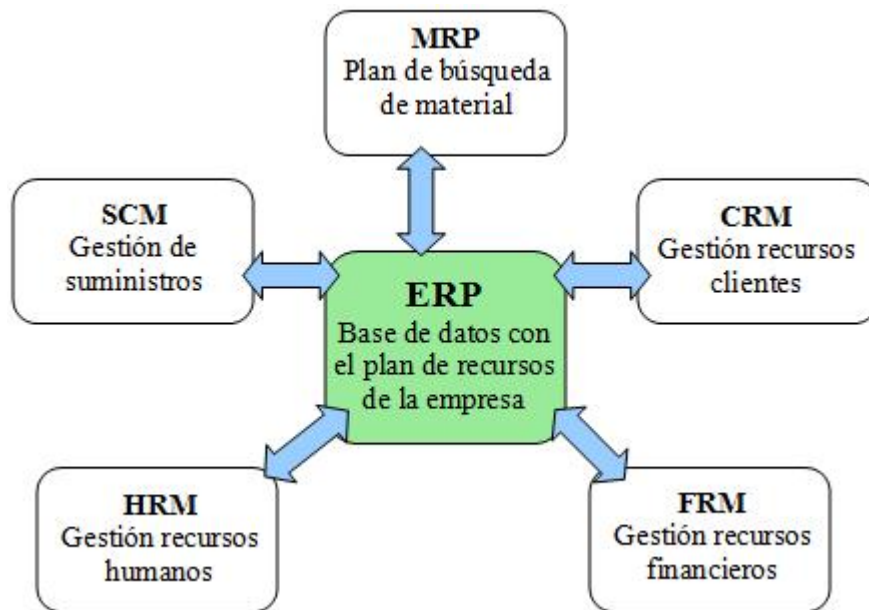 MRP
Plan de búsqueda
de material
SCM
Gestión de
suministros
CRM
Gestión recursos
clientes
ERP
Base de datos con
el plan de recursos
de la empresa
HRM
Gestión recursos
humanos
FRM
Gestión recursos
financieros